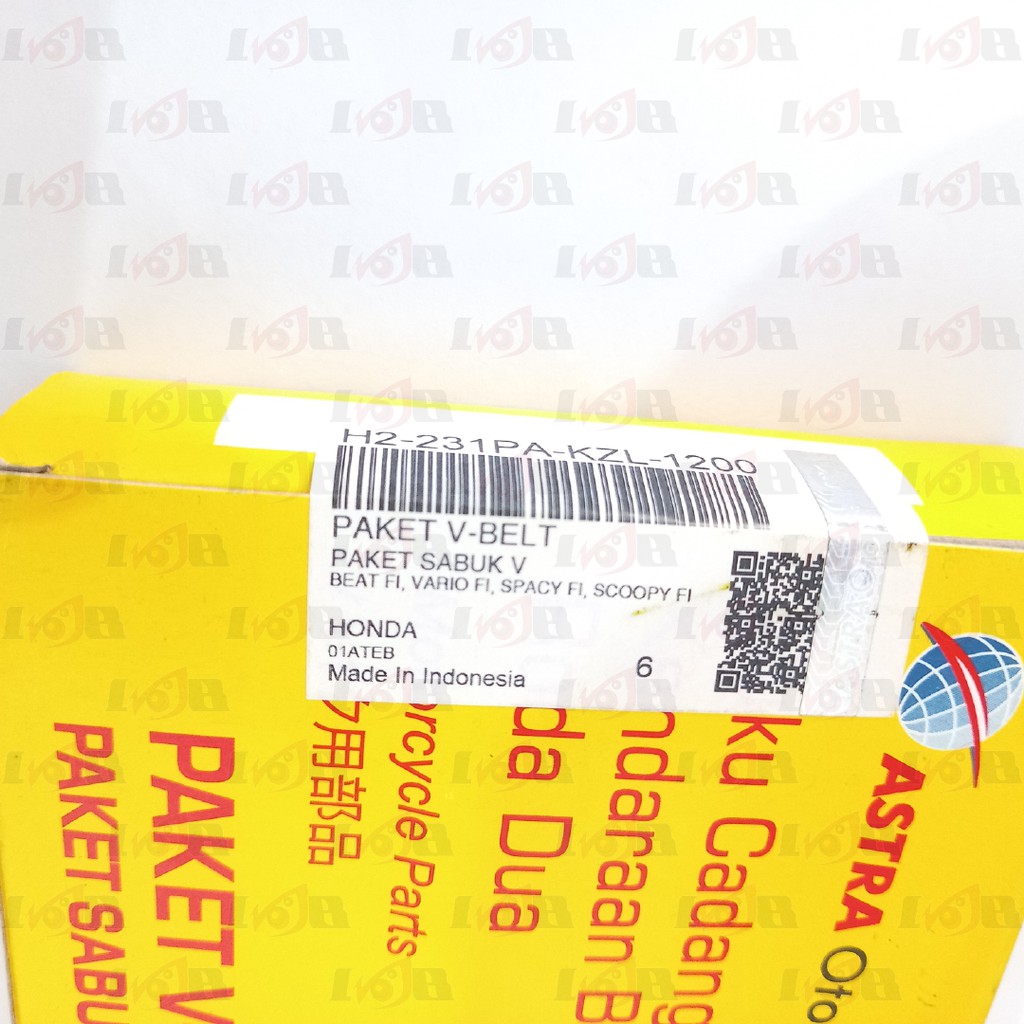 H2-231PA-KZL-1200
PAKET V-BELT
PAKET SABUK V
BEAT FI, VARIO FI, SPACY FI, SCOOPY FI
HONDA
01ATEB
Made In Indonesia
6
ASTRA Oto
ku Cadang
ndaraan B
da Dua
orcycle Parts
用部品
PAKET V
PAKET SABU